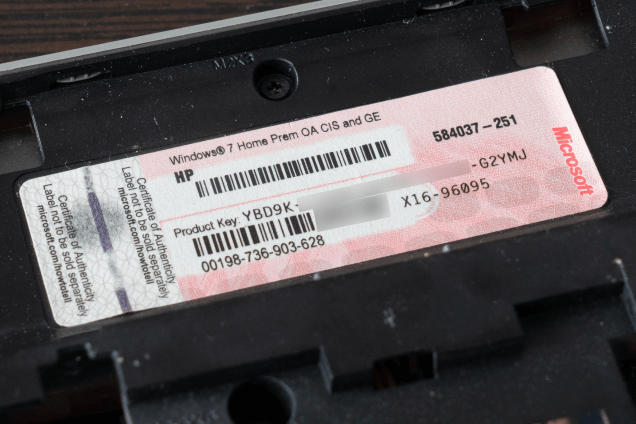 M2X3
Windows® 7 Home Prem OA CIS and GE
HP
584037-251
Product Key: YBD9K- -G2YMJ
X16-96095
00198-736-903-628
Microsoft
Certificate of Authenticity
Label not to be sold separately
microsoft.com/howtotell
Certificate of Authenticity
Label not to be sold separately
microsoft.com/howtotell